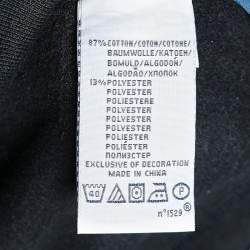 87% COTTON/COTON/COTONE/
BAUMWOLLE/KATOEN/
BOMULD/ALGODÓN/
ALGODÃO/ХЛОПОК
13% POLYESTER
POLYESTER
POLIESTERE
POLYESTER
POLYESTER
POLYESTER
POLIÉSTER
POLIÉSTER
ПОЛИЭСТЕР
EXCLUSIVE OF DECORATION
MADE IN CHINA
40 P
n°1529